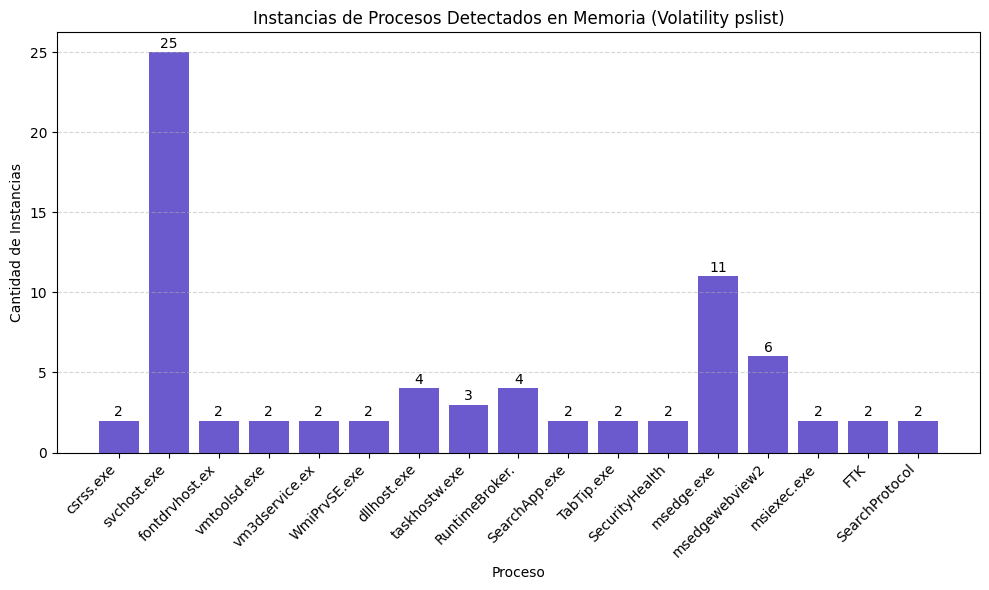 Instancias de Procesos Detectados en Memoria (Volatility pslist)
Cantidad de Instancias
25
20
15
10
5
0
2
25
2
2
2
2
4
3
4
2
2
2
11
6
2
2
2
csrss.exe
svchost.exe
fontdrvhost.ex
vmtoolsd.exe
vm3dservice.ex
WmiPrvSE.exe
dllhost.exe
taskhostw.exe
RuntimeBroker.
SearchApp.exe
TabTip.exe
SecurityHealth
msedge.exe
msedgewebview2
msiexec.exe
FTK
SearchProtocol
Proceso